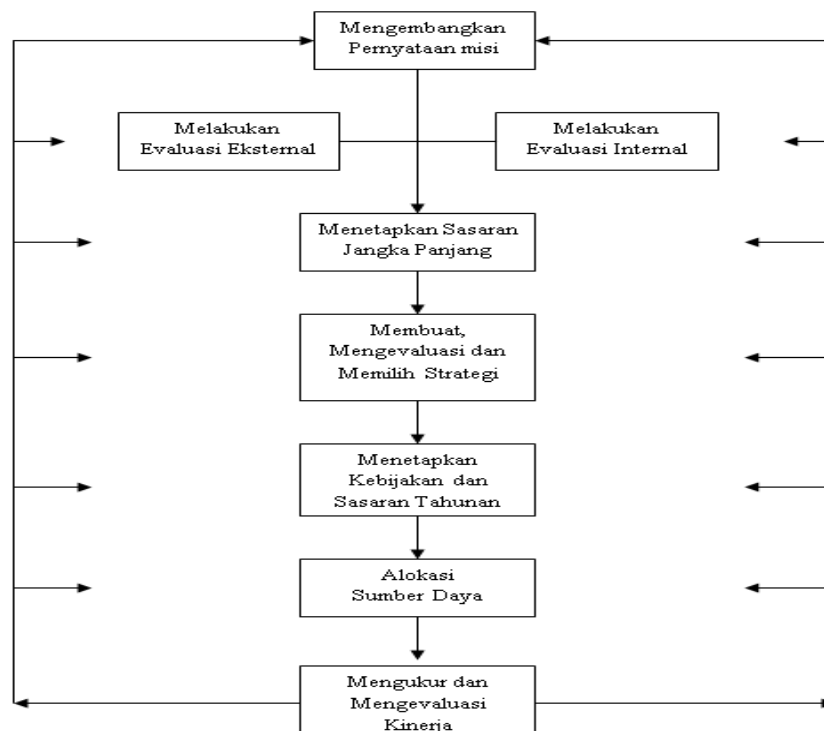 Mengembangkan
Pernyataan misi
Melakukan
Evaluasi Eksternal
Melakukan
Evaluasi Internal
Menetapkan Sasaran
Jangka Panjang
Membuat,
Mengevaluasi dan
Memilih Strategi
Menetapkan
Kebijakan dan
Sasaran Tahunan
Alokasi
Sumber Daya
Mengukur dan
Mengevaluasi
Kinerja